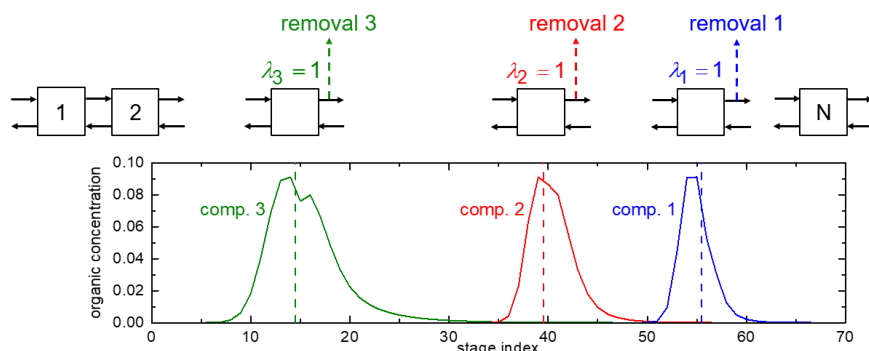 removal 3
removal 2
removal 1
λ3 = 1
λ2 = 1
λ1 = 1
1
2
N
0.10
0.08
0.06
0.04
0.02
0.00
organic concentration
comp. 3
comp. 2
comp. 1
0
10
20
30
40
50
60
70
stage index